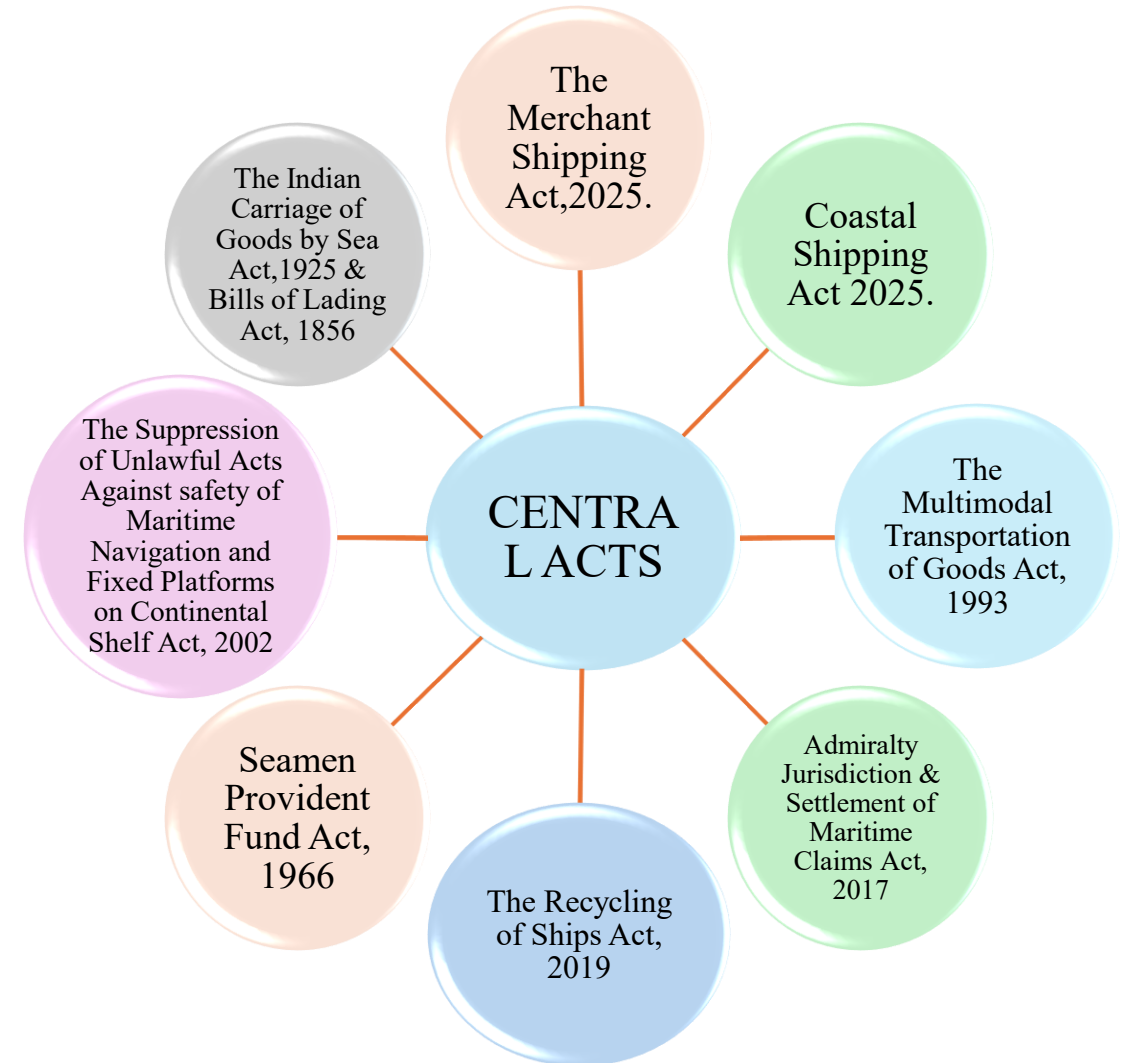 The
Merchant
Shipping
Act,2025.
Coastal
Shipping
Act 2025.
The
Multimodal
Transportation
of Goods Act,
1993
Admiralty
Jurisdiction &
Settlement of
Maritime
Claims Act,
2017
The Recycling
of Ships Act,
2019
Seamen
Provident
Fund Act,
1966
The Suppression
of Unlawful Acts
Against safety of
Maritime
Navigation and
Fixed Platforms
on Continental
Shelf Act, 2002
The Indian
Carriage of
Goods by Sea
Act,1925 &
Bills of Lading
Act, 1856
CENTRA
L ACTS